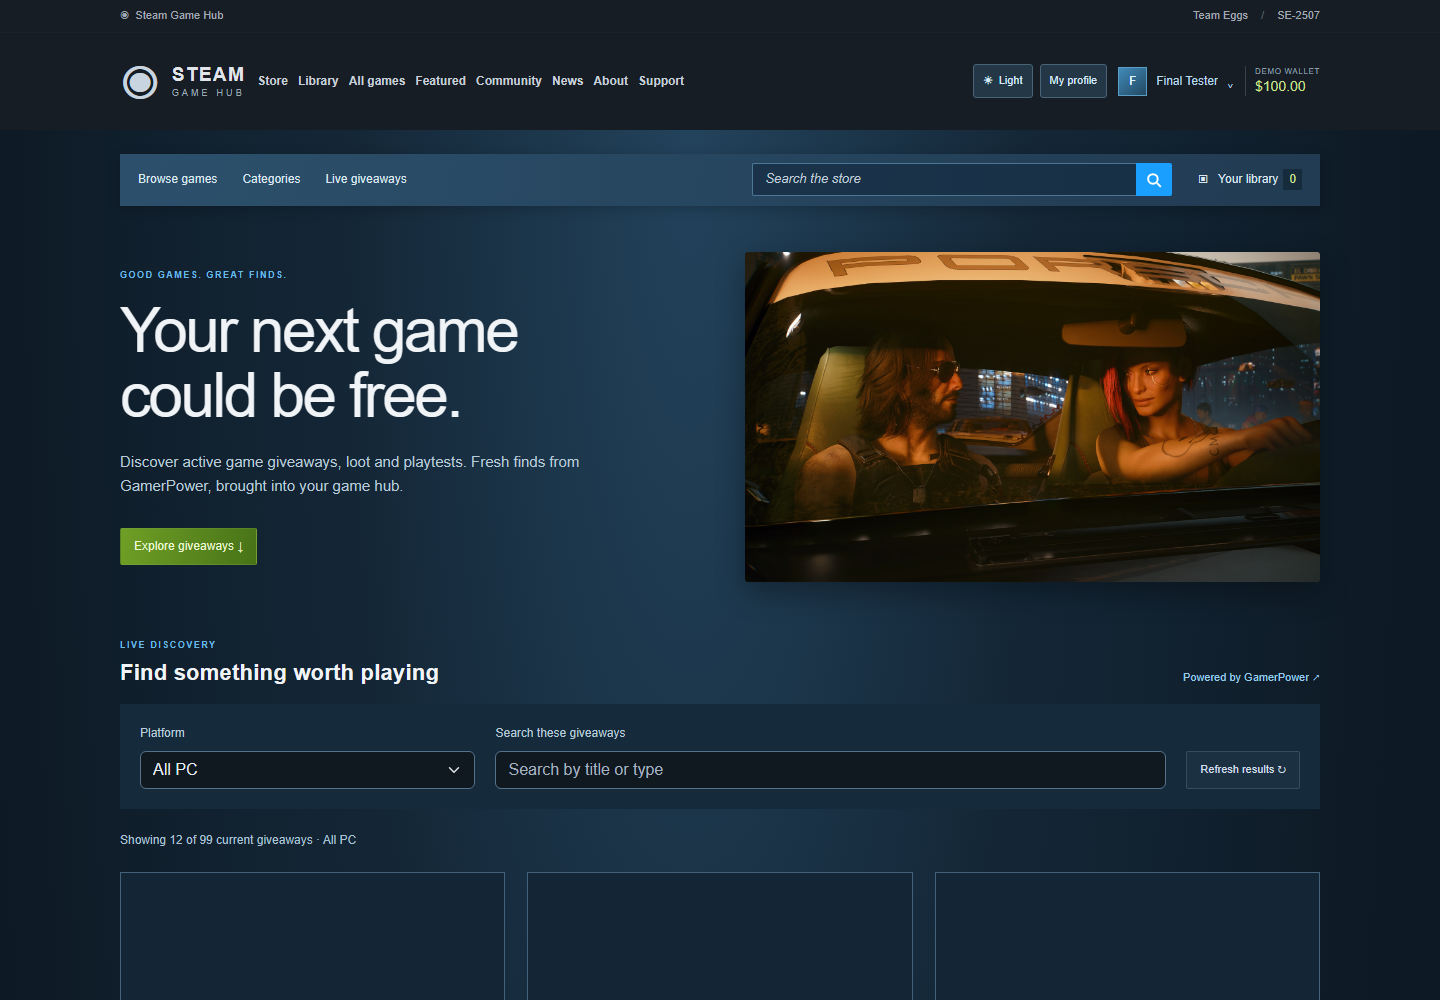 Steam Game Hub
Team Eggs / SE-2507
STEAM
GAME HUB
Store Library All games Featured Community News About Support
Light
My profile
F
Final Tester
DEMO WALLET
$100.00
Browse games Categories Live giveaways
Search the store
Your library 0
GOOD GAMES. GREAT FINDS.
Your next game
could be free.
Discover active game giveaways, loot and playtests. Fresh finds from
GamerPower, brought into your game hub.
Explore giveaways ↓
LIVE DISCOVERY
Find something worth playing
Powered by GamerPower ↗
Platform
All PC
Search these giveaways
Search by title or type
Refresh results ↻
Showing 12 of 99 current giveaways · All PC